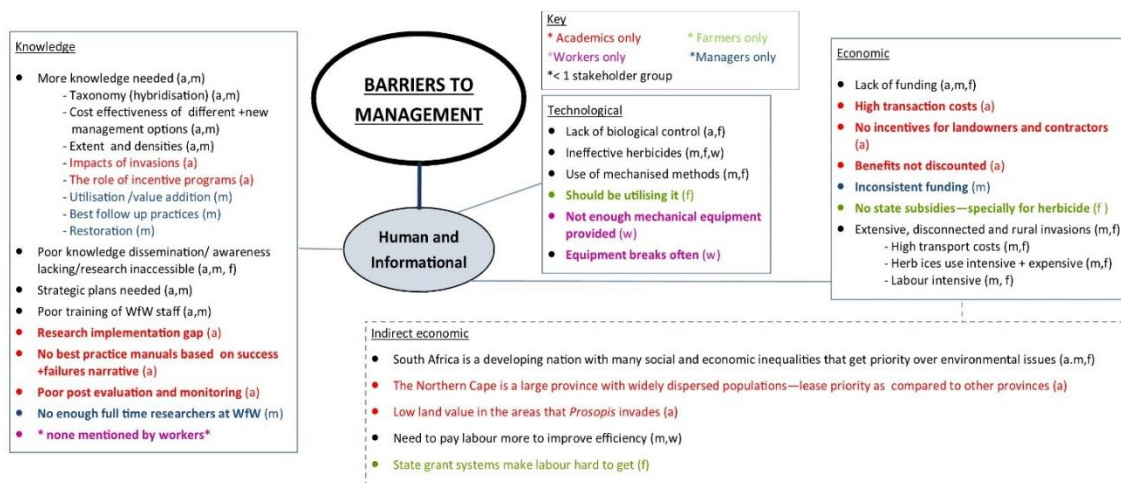 Knowledge
• More knowledge needed (a,m)
- Taxonomy (hybridisation) (a,m)
- Cost effectiveness of different +new
management options (a,m)
- Extent and densities (a,m)
- Impacts of invasions (a)
- The role of incentive programs (a)
- Utilisation /value addition (m)
- Best follow up practices (m)
- Restoration (m)
• Poor knowledge dissemination/ awareness
lacking/research inaccessible (a,m, f)
• Strategic plans needed (a,m)
• Poor training of WfW staff (a,m)
• Research implementation gap (a)
• No best practice manuals based on success
+failures narrative (a)
• Poor post evaluation and monitoring (a)
• No enough full time researchers at WfW (m)
• * none mentioned by workers*
BARRIERS TO
MANAGEMENT
Human and
Informational
Key
* Academics only * Farmers only
*Workers only *Managers only
*< 1 stakeholder group
Technological
• Lack of biological control (a,f)
• Ineffective herbicides (m,f,w)
• Use of mechanised methods (m,f)
• Should be utilising it (f)
• Not enough mechanical equipment
provided (w)
• Equipment breaks often (w)
Economic
• Lack of funding (a,m,f)
• High transaction costs (a)
• No incentives for landowners and contractors
(a)
• Benefits not discounted (a)
• Inconsistent funding (m)
• No state subsidies—specially for herbicide (f )
• Extensive, disconnected and rural invasions (m,f)
- High transport costs (m,f)
- Herb ices use intensive + expensive (m,f)
- Labour intensive (m, f)
Indirect economic
• South Africa is a developing nation with many social and economic inequalities that get priority over environmental issues (a.m,f)
• The Northern Cape is a large province with widely dispersed populations—lease priority as compared to other provinces (a)
• Low land value in the areas that Prosopis invades (a)
• Need to pay labour more to improve efficiency (m,w)
• State grant systems make labour hard to get (f)